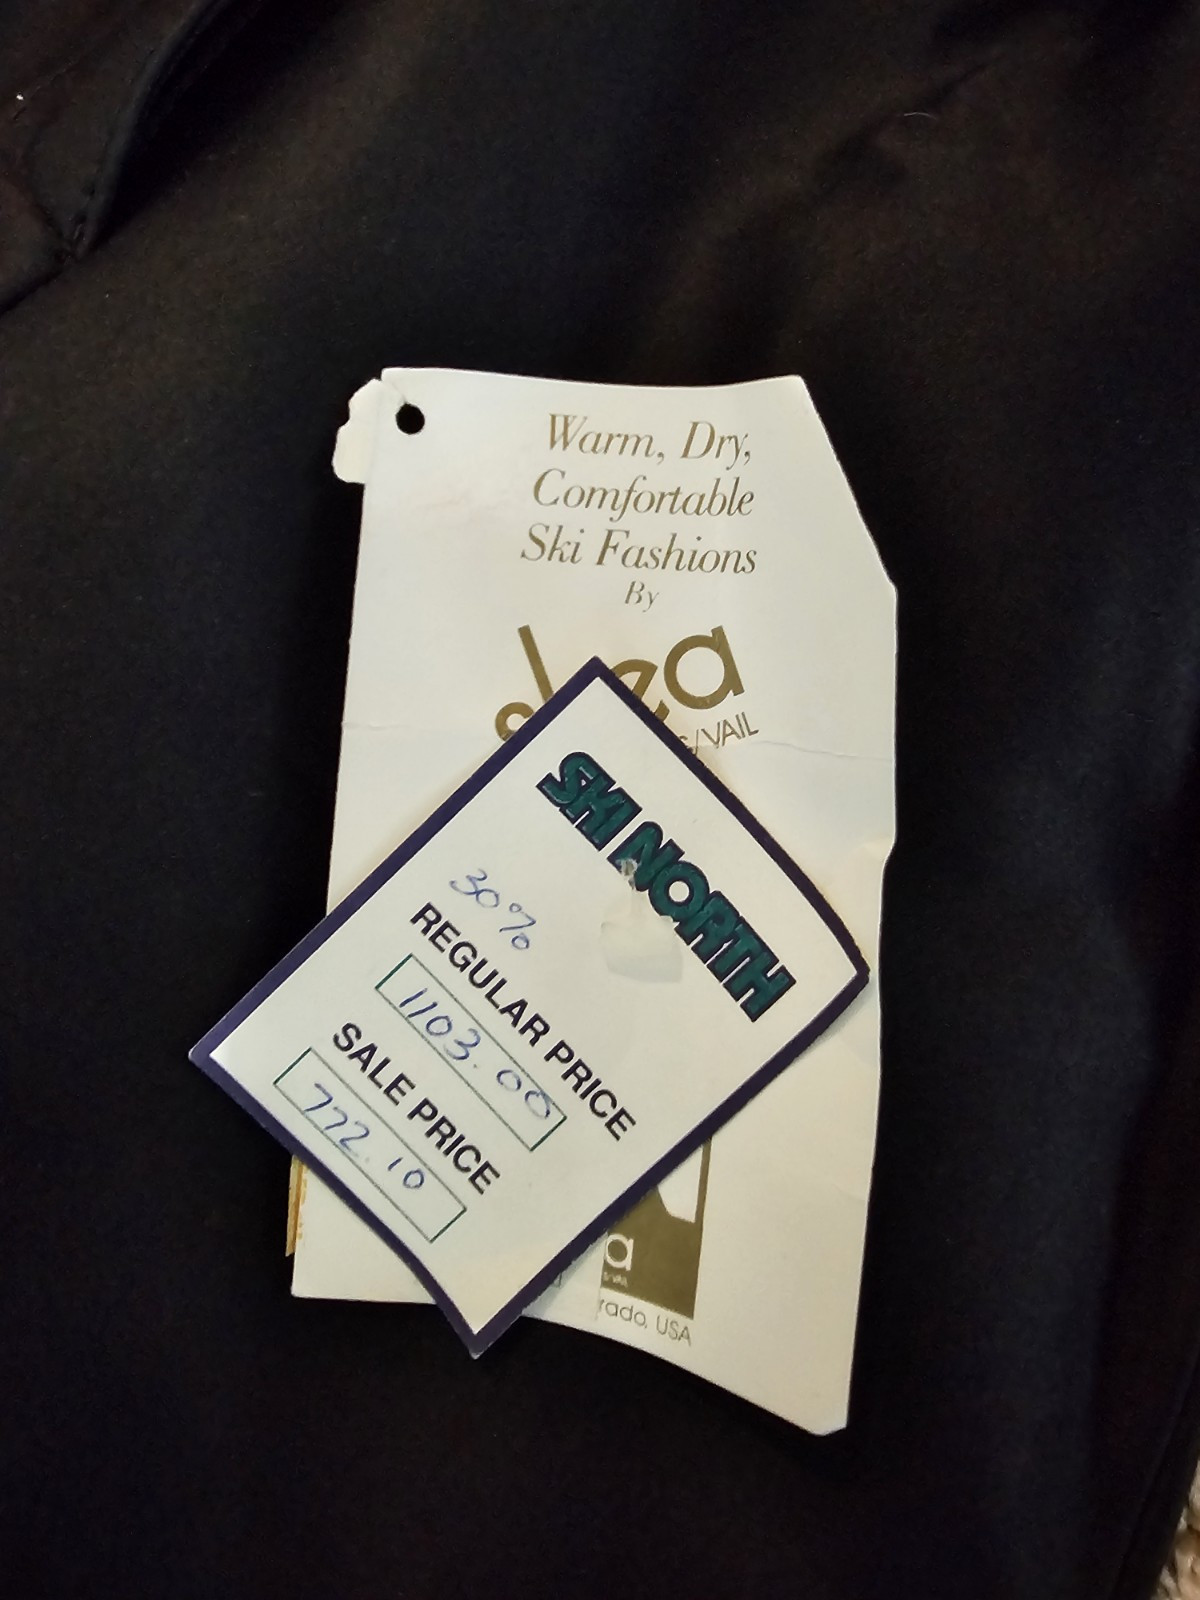 Warm, Dry,
Comfortable
Ski Fashions
By
/VAIL
SKI NORTH
30%
REGULAR PRICE
1103.00
SALE PRICE
772.10
a
rado, USA